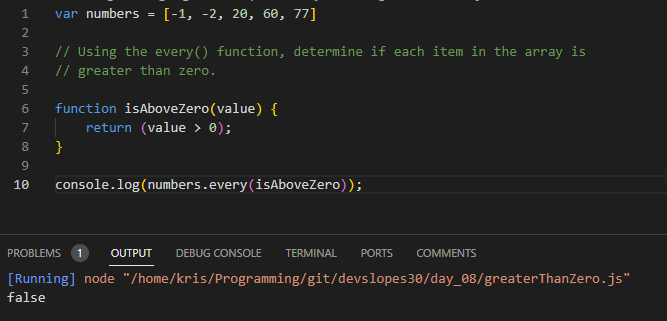 1 var numbers = [-1, -2, 20, 60, 77]
2
3 // Using the every() function, determine if each item in the array is
4 // greater than zero.
5
6 function isAboveZero(value) {
7     return (value > 0);
8 }
9
10 console.log(numbers.every(isAboveZero));
PROBLEMS 1 OUTPUT DEBUG CONSOLE TERMINAL PORTS COMMENTS
[Running] node "/home/kris/Programming/git/devslopes30/day_08/greaterThanZero.js"
false